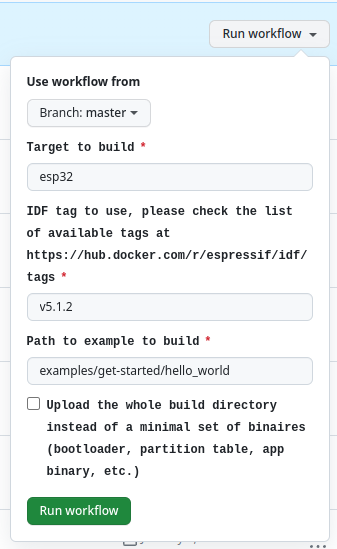 Run workflow
Use workflow from
Branch: master
Target to build *
esp32
IDF tag to use, please check the list
of available tags at
https://hub.docker.com/r/espressif/idf/
tags *
v5.1.2
Path to example to build *
examples/get-started/hello_world
Upload the whole build directory
instead of a minimal set of binaires
(bootloader, partition table, app
binary, etc.)
Run workflow